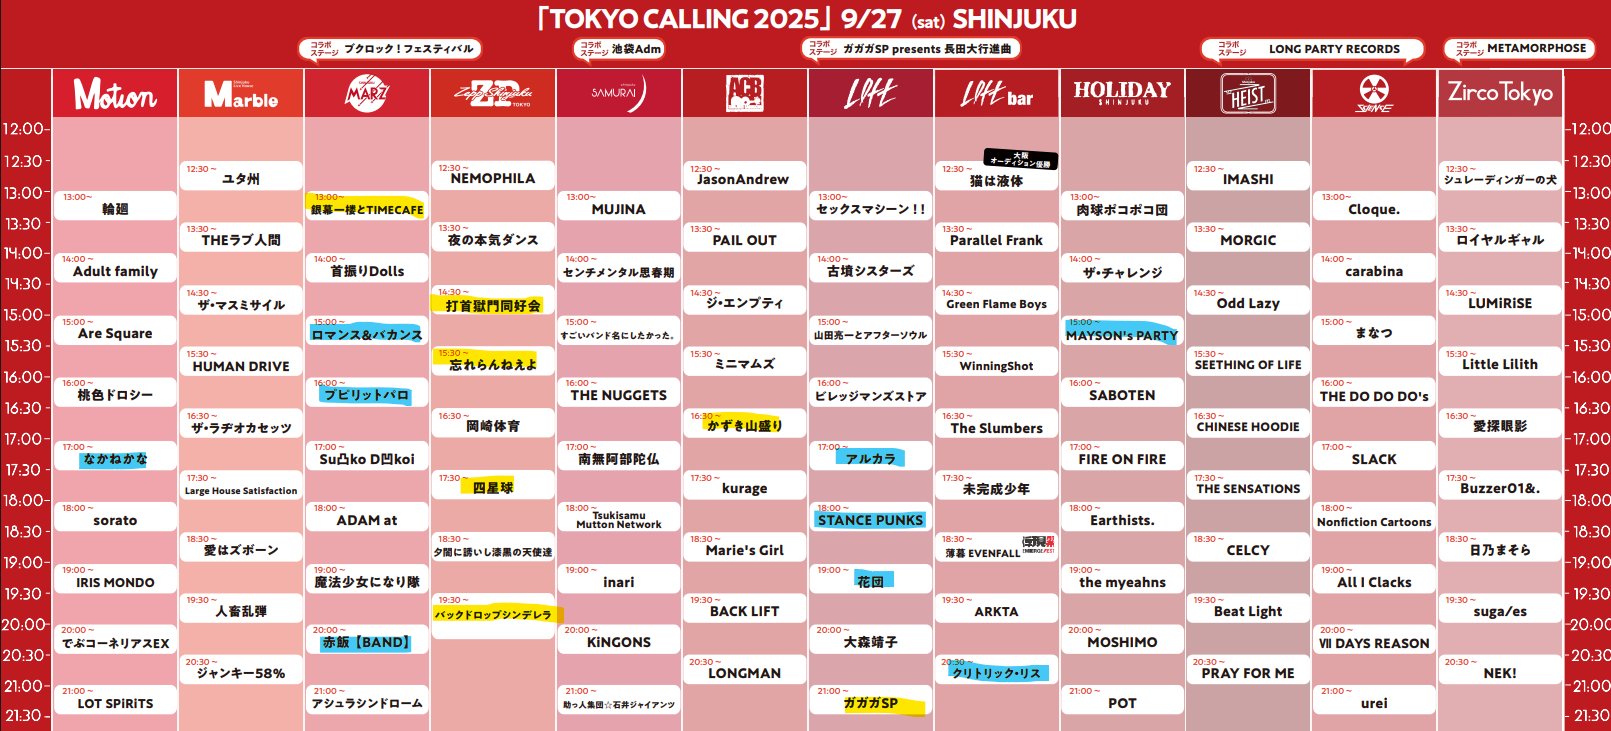 「TOKYO CALLING 2025」 9/27 (sat) SHINJUKU
コラボステージ ブクロック!フェスティバル
コラボステージ 池袋Adm
コラボステージ ガガガSP presents 長田大行進曲
コラボステージ LONG PARTY RECORDS
コラボステージ METAMORPHOSE
Motion
Marble
MARZ
Zepp Shinjuku TOKYO
SAMURAI
ACB
LOFT
LOFT bar
HOLIDAY SHINJUKU
HEIST
SCIENCE
Zirco Tokyo
12:00
12:30
13:00
13:30
14:00
14:30
15:00
15:30
16:00
16:30
17:00
17:30
18:00
18:30
19:00
19:30
20:00
20:30
21:00
21:30
13:00~ 輪廻
14:00~ Adult family
15:00~ Are Square
16:00~ 桃色ドロシー
17:00~ なかねかな
18:00~ sorato
19:00~ IRIS MONDO
20:00~ でぶコーネリアスEX
21:00~ LOT SPiRiTS
12:30~ ユタ州
13:30~ THEラブ人間
14:30~ ザ・マスミサイル
15:30~ HUMAN DRIVE
16:30~ ザ・ラヂオカセッツ
17:30~ Large House Satisfaction
18:30~ 愛はズボーン
19:30~ 人畜乱弾
20:30~ ジャンキー58%
13:00~ 銀幕一楼とTIMECAFE
14:00~ 首振りDolls
15:00~ ロマンス&バカンス
16:00~ プピリットパロ
17:00~ Su凸ko D凹koi
18:00~ ADAM at
19:00~ 魔法少女になり隊
20:00~ 赤飯【BAND】
21:00~ アシュラシンドローム
12:30~ NEMOPHILA
13:30~ 夜の本気ダンス
14:30~ 打首獄門同好会
15:30~ 忘れらんねえよ
16:30~ 岡崎体育
17:30~ 四星球
18:30~ 夕闇に誘いし漆黒の天使達
19:30~ バックドロップシンデレラ
13:00~ MUJINA
14:00~ センチメンタル思春期
15:00~ すごいバンド名にしたかった。
16:00~ THE NUGGETS
17:00~ 南無阿部陀仏
18:00~ Tsukisamu
Mutton Network
19:00~ inari
20:00~ KiNGONS
21:00~ 助っ人集団☆石井ジャイアンツ
12:30~ JasonAndrew
13:30~ PAIL OUT
14:30~ ジ・エンプティ
15:30~ ミニマムズ
16:30~ かずき山盛り
17:30~ kurage
18:30~ Marie's Girl
19:30~ BACK LIFT
20:30~ LONGMAN
13:00~ セックスマシーン!!
14:00~ 古墳シスターズ
15:00~ 山田亮一とアフターソウル
16:00~ ビレッジマンズストア
17:00~ アルカラ
18:00~ STANCE PUNKS
19:00~ 花団
20:00~ 大森靖子
21:00~ ガガガSP
大阪
オーディション優勝
12:30~ 猫は液体
13:30~ Parallel Frank
14:30~ Green Flame Boys
15:30~ WinningShot
16:30~ The Slumbers
17:30~ 未完成少年
18:30~ 薄暮 EVENFALL
19:30~ ARKTA
20:30~ クリトリック・リス
13:00~ 肉球ポコポコ団
14:00~ ザ・チャレンジ
15:00~ MAYSON's PARTY
16:00~ SABOTEN
17:00~ FIRE ON FIRE
18:00~ Earthists.
19:00~ the myeahns
20:00~ MOSHIMO
21:00~ POT
12:30~ IMASHI
13:30~ MORGIC
14:30~ Odd Lazy
15:30~ SEETHING OF LIFE
16:30~ CHINESE HOODIE
17:30~ THE SENSATIONS
18:30~ CELCY
19:30~ Beat Light
20:30~ PRAY FOR ME
13:00~ Cloque.
14:00~ carabina
15:00~ まなつ
16:00~ THE DO DO DO's
17:00~ SLACK
18:00~ Nonfiction Cartoons
19:00~ All I Clacks
20:00~ VII DAYS REASON
21:00~ urei
12:30~ シュレーディンガーの犬
13:30~ ロイヤルギャル
14:30~ LUMiRiSE
15:30~ Little Lilith
16:30~ 愛探眼影
17:30~ Buzzer01&.
18:30~ 日乃まそら
19:30~ suga/es
20:30~ NEK!
12:00
12:30
13:00
13:30
14:00
14:30
15:00
15:30
16:00
16:30
17:00
17:30
18:00
18:30
19:00
19:30
20:00
20:30
21:00
21:30